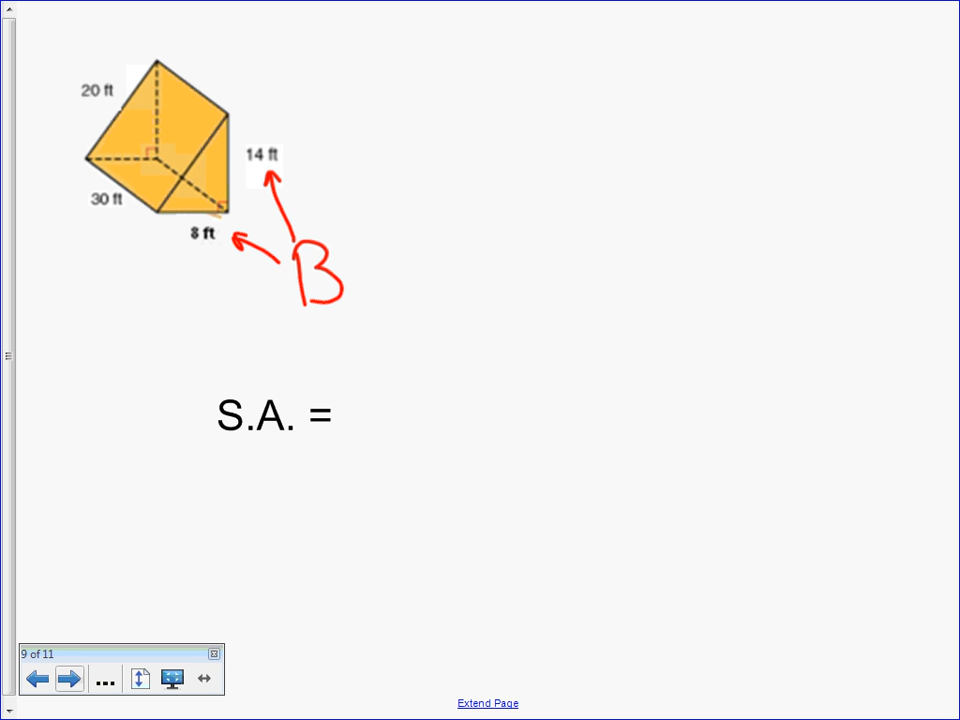 20 ft
14 ft
30 ft
8 ft
B
S.A. =
9 of 11
...
Extend Page